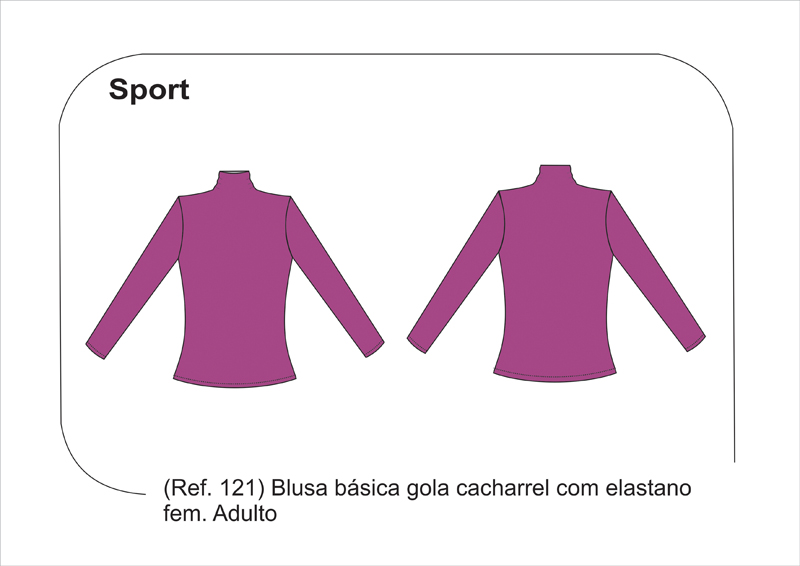 Sport
(Ref. 121) Blusa básica gola cacharrel com elastano
fem. Adulto